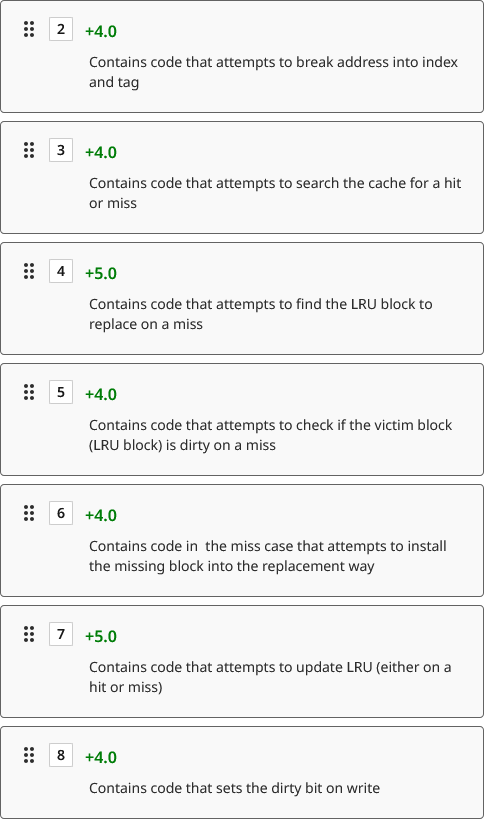 2 +4.0
Contains code that attempts to break address into index
and tag
3 +4.0
Contains code that attempts to search the cache for a hit
or miss
4 +5.0
Contains code that attempts to find the LRU block to
replace on a miss
5 +4.0
Contains code that attempts to check if the victim block
(LRU block) is dirty on a miss
6 +4.0
Contains code in  the miss case that attempts to install
the missing block into the replacement way
7 +5.0
Contains code that attempts to update LRU (either on a
hit or miss)
8 +4.0
Contains code that sets the dirty bit on write